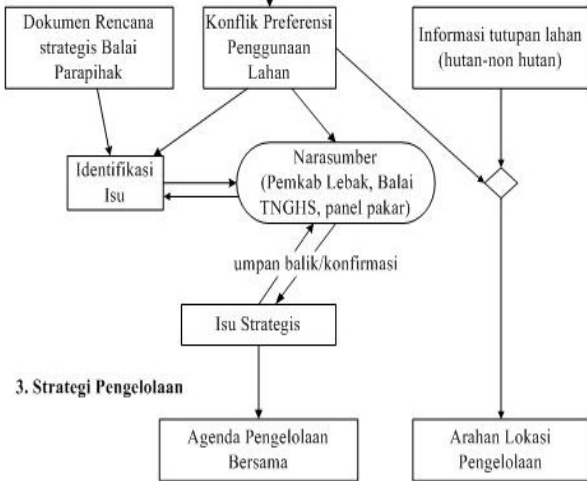 Dokumen Rencana
strategis Balai
Parapihak
Konflik Preferensi
Penggunaan
Lahan
Informasi tutupan lahan
(hutan-non hutan)
Identifikasi
Isu
Narasumber
(Pemkab Lebak, Balai
TNGHS, panel pakar)
umpan balik/konfirmasi
Isu Strategis
3. Strategi Pengelolaan
Agenda Pengelolaan
Bersama
Arahan Lokasi
Pengelolaan